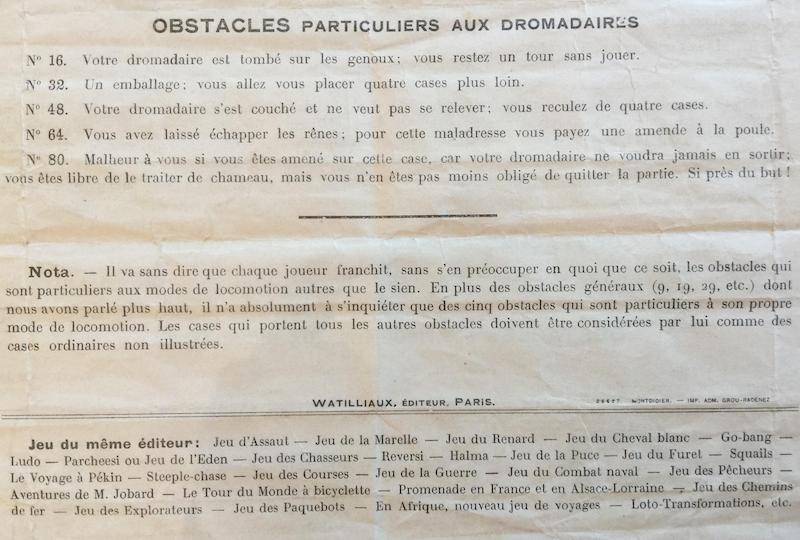 OBSTACLES PARTICULIERS AUX DROMADAIRES
N° 16. Votre dromadaire est tombé sur les genoux; vous restez un tour sans jouer.
N° 32. Un emballage; vous allez vous placer quatre cases plus loin.
N° 48. Votre dromadaire s'est couché et ne veut pas se relever; vous reculez de quatre cases.
N° 64. Vous avez laissé échapper les rênes; pour cette maladresse vous payez une amende à la poule.
N° 80. Malheur à vous si vous êtes amené sur cette case, car votre dromadaire ne voudra jamais en sortir;
vous êtes libre de le traiter de chameau, mais vous n'en êtes pas moins obligé de quitter la partie. Si près du but!
Nota. — Il va sans dire que chaque joueur franchit, sans s'en préoccuper en quoi que ce soit, les obstacles qui
sont particuliers aux modes de locomotion autres que le sien. En plus des obstacles généraux (9, 19, 29, etc.) dont
nous avons parlé plus haut, il n'a absolument à s'inquiéter que des cinq obstacles qui sont particuliers à son propre
mode de locomotion. Les cases qui portent tous les autres obstacles doivent être considérées par lui comme des
cases ordinaires non illustrées.
WATILLIAUX, ÉDITEUR, PARIS.
MONTDIDIER. — IMP. ADM. GROU-RADENEZ
Jeu du même éditeur: Jeu d'Assaut — Jeu de la Marelle — Jeu du Renard — Jeu du Cheval blanc — Go-bang —
Ludo — Parcheesi ou Jeu de l'Eden — Jeu des Chasseurs — Reversi — Halma — Jeu de la Puce — Jeu du Furet — Squails —
Le Voyage à Pékin — Steeple-chase — Jeu des Courses — Jeu de la Guerre — Jeu du Combat naval — Jeu des Pêcheurs —
Aventures de M. Jobard — Le Tour du Monde à bicyclette — Promenade en France et en Alsace-Lorraine — Jeu des Chemins
de fer — Jeu des Explorateurs — Jeu des Paquebots — En Afrique, nouveau jeu de voyages — Loto-Transformations, etc.